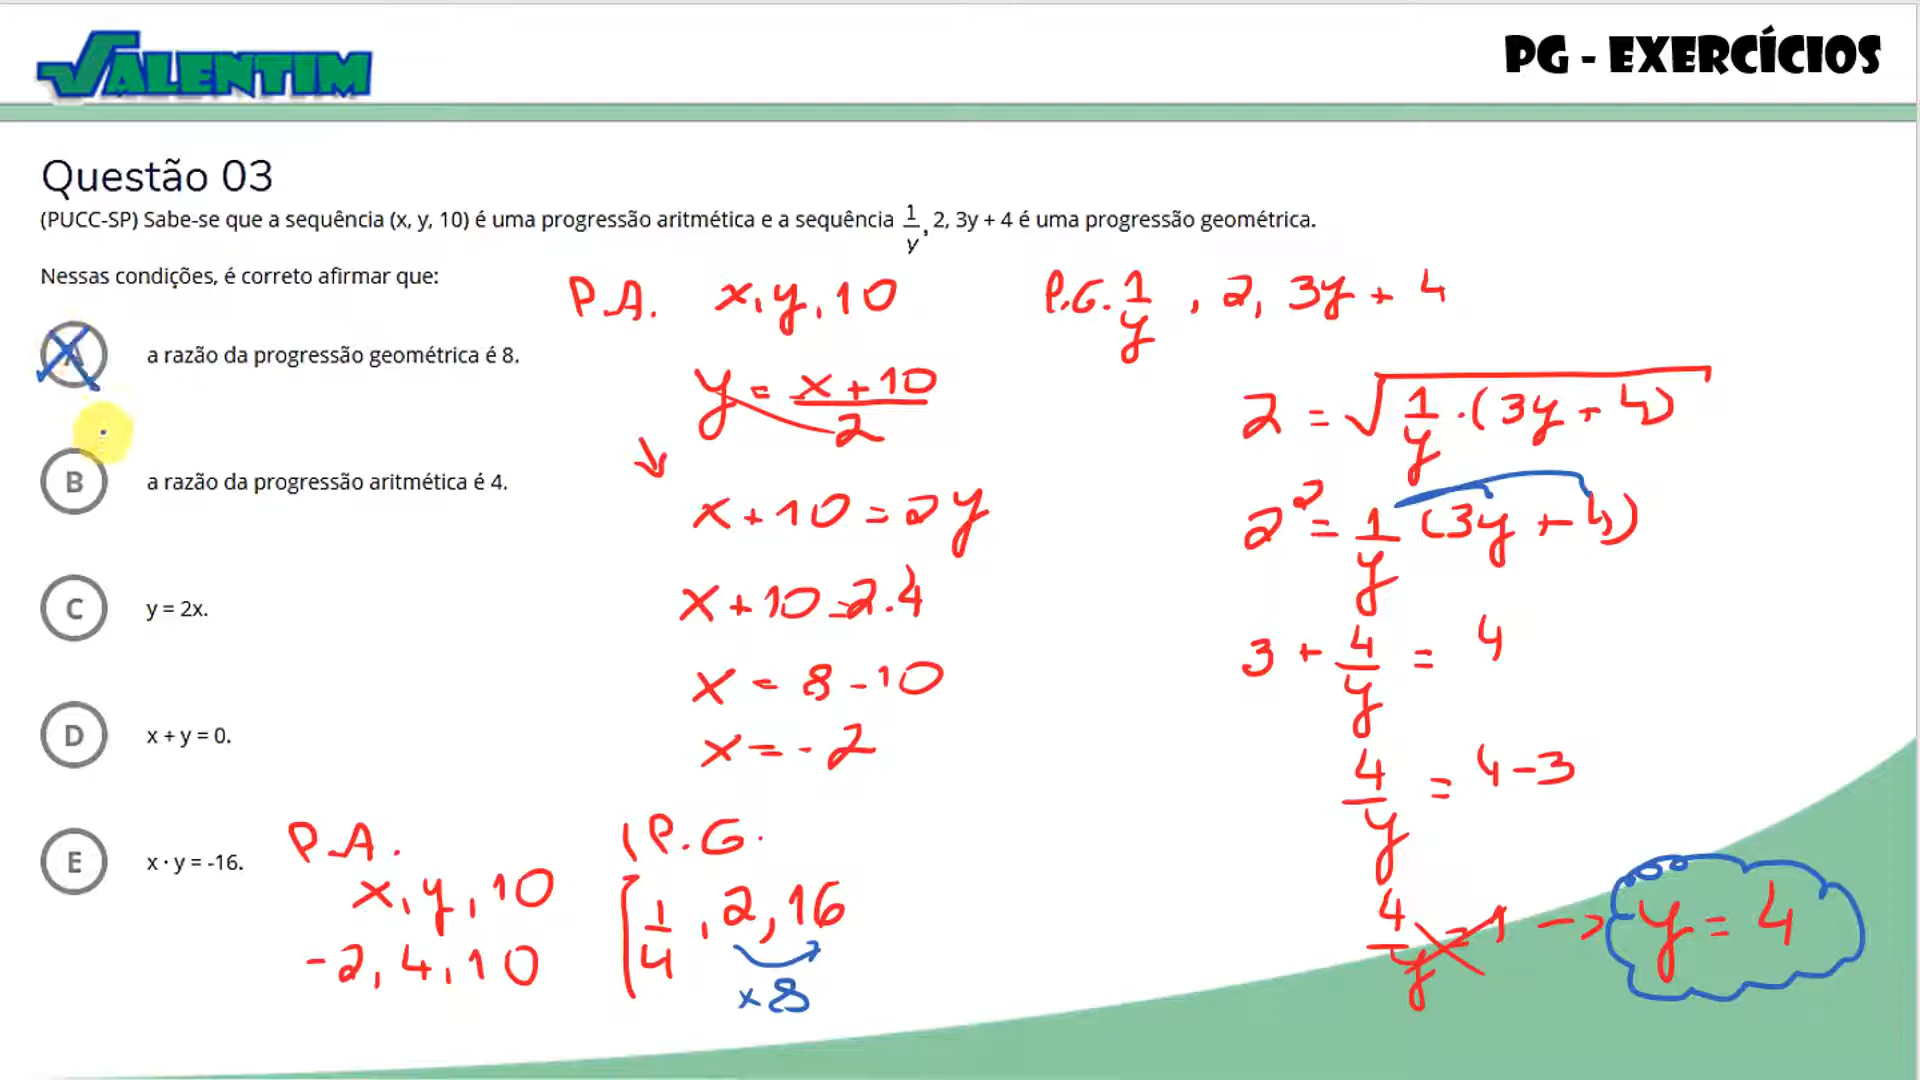 VALENTIM
PG - EXERCÍCIOS
Questão 03
(PUCC-SP) Sabe-se que a sequência (x, y, 10) é uma progressão aritmética e a sequência 1/y, 2, 3y + 4 é uma progressão geométrica.
Nessas condições, é correto afirmar que:
A a razão da progressão geométrica é 8.
B a razão da progressão aritmética é 4.
C y = 2x.
D x + y = 0.
E x · y = -16.
P.A. x, y, 10
y = x + 10 / 2
x + 10 = 2y
x + 10 = 2.4
x = 8 - 10
x = - 2
P.G. 1/y, 2, 3y + 4
2 = √1/y . (3y + 4)
2² = 1/y (3y + 4)
3 + 4/y = 4
4/y = 4 - 3
4/y = 1 -> y = 4
P.A.
x, y, 10
-2, 4, 10
P.G.
1/4, 2, 16
x 8